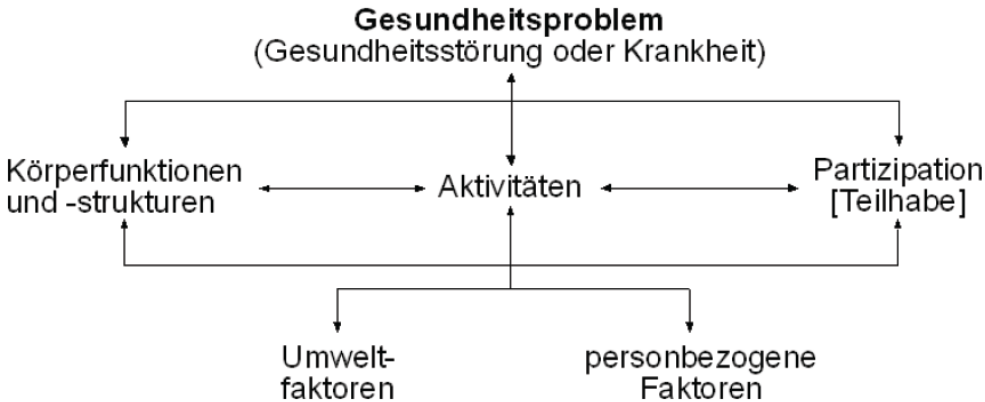 Gesundheitsproblem
(Gesundheitsstörung oder Krankheit)
Körperfunktionen
und -strukturen
Aktivitäten
Partizipation
[Teilhabe]
Umwelt-
faktoren
personbezogene
Faktoren